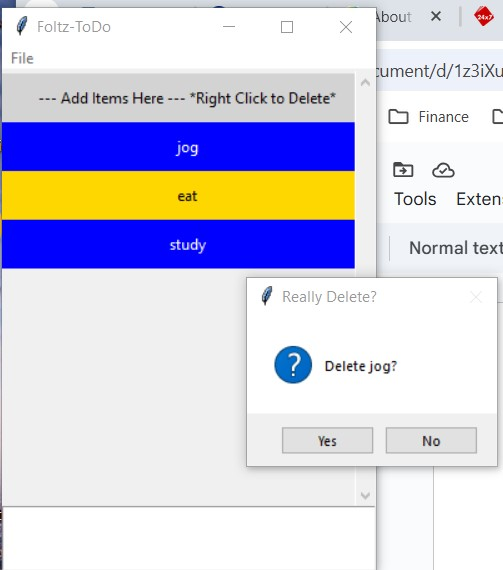 Foltz-ToDo
File
--- Add Items Here --- *Right Click to Delete*
jog
eat
study
Really Delete?
Delete jog?
Yes
No
About
24x7
cument/d/1z3iXu
Finance
Tools
Exten
Normal text